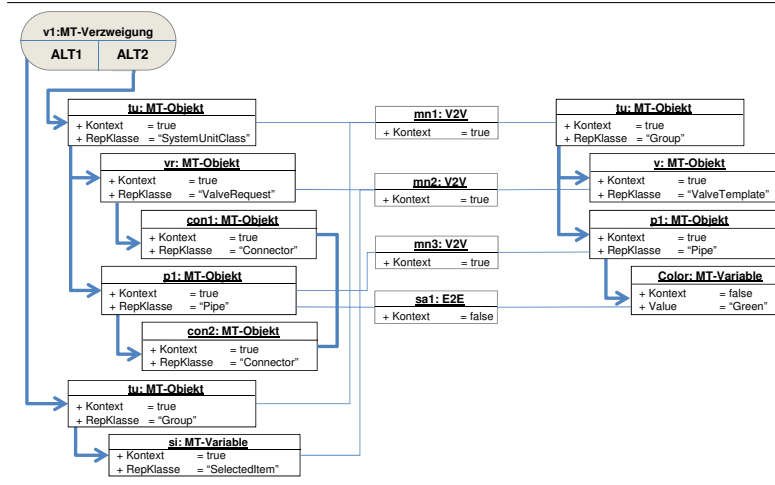 v1:MT-Verzweigung
ALT1 ALT2
tu: MT-Objekt
+ Kontext = true
+ RepKlasse = “SystemUnitClass”
vr: MT-Objekt
+ Kontext = true
+ RepKlasse = “ValveRequest”
con1: MT-Objekt
+ Kontext = true
+ RepKlasse = “Connector”
p1: MT-Objekt
+ Kontext = true
+ RepKlasse = “Pipe”
con2: MT-Objekt
+ Kontext = true
+ RepKlasse = “Connector”
tu: MT-Objekt
+ Kontext = true
+ RepKlasse = “Group”
si: MT-Variable
+ Kontext = true
+ RepKlasse = “SelectedItem”
mn1: V2V
+ Kontext = true
mn2: V2V
+ Kontext = true
mn3: V2V
+ Kontext = true
sa1: E2E
+ Kontext = false
tu: MT-Objekt
+ Kontext = true
+ RepKlasse = “Group”
v: MT-Objekt
+ Kontext = true
+ RepKlasse = “ValveTemplate”
p1: MT-Objekt
+ Kontext = true
+ RepKlasse = “Pipe”
Color: MT-Variable
+ Kontext = false
+ Value = “Green”